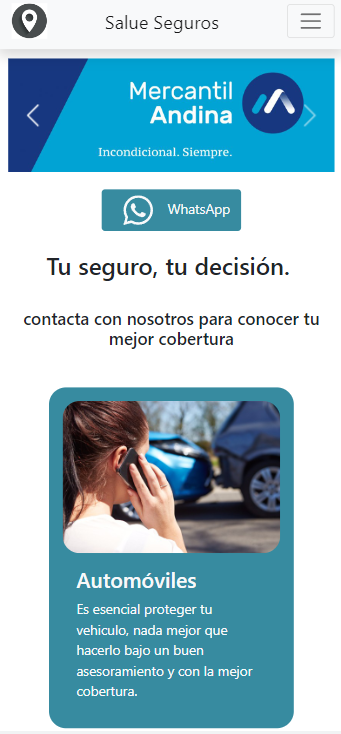 Salue Seguros
Mercantil
Andina
Incondicional. Siempre.
WhatsApp
Tu seguro, tu decisión.
contacta con nosotros para conocer tu
mejor cobertura
Automóviles
Es esencial proteger tu
vehiculo, nada mejor que
hacerlo bajo un buen
asesoramiento y con la mejor
cobertura.